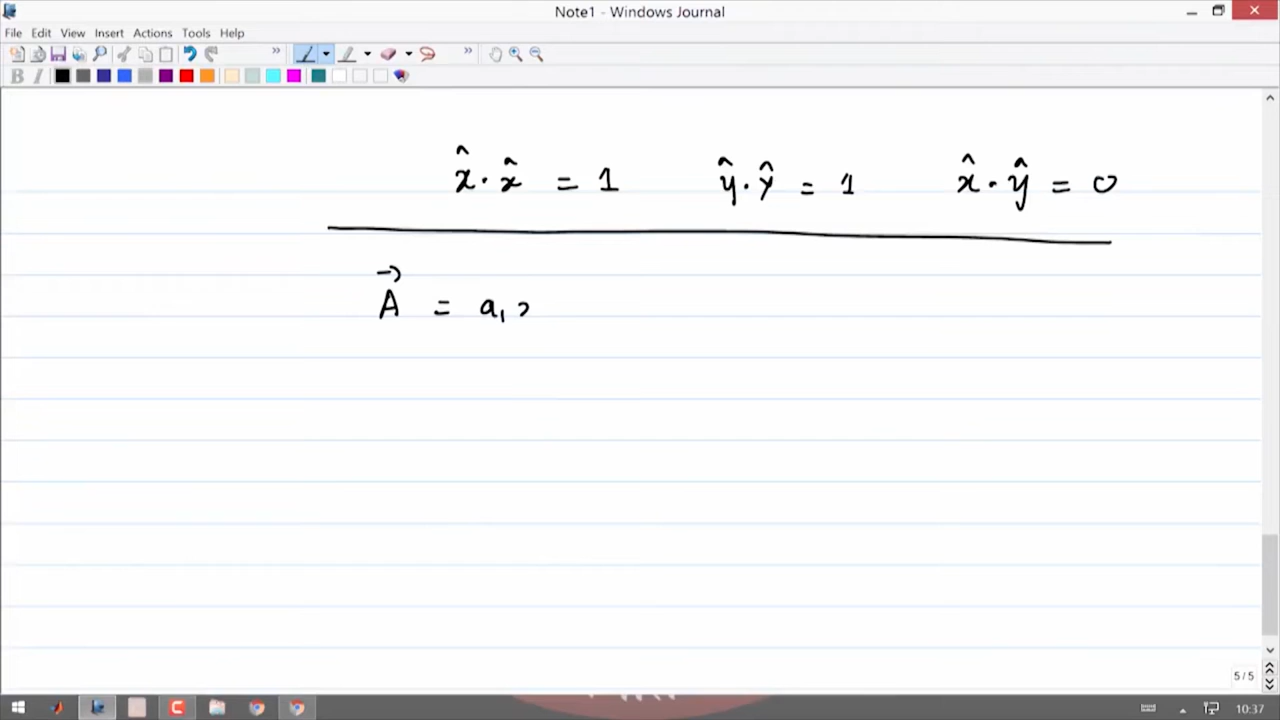 Note1 - Windows Journal
File Edit View Insert Actions Tools Help
B I
x̂ · x̂ = 1 ŷ · ŷ = 1 x̂ · ŷ = 0
A⃗ = a₁
5 / 5
10:37